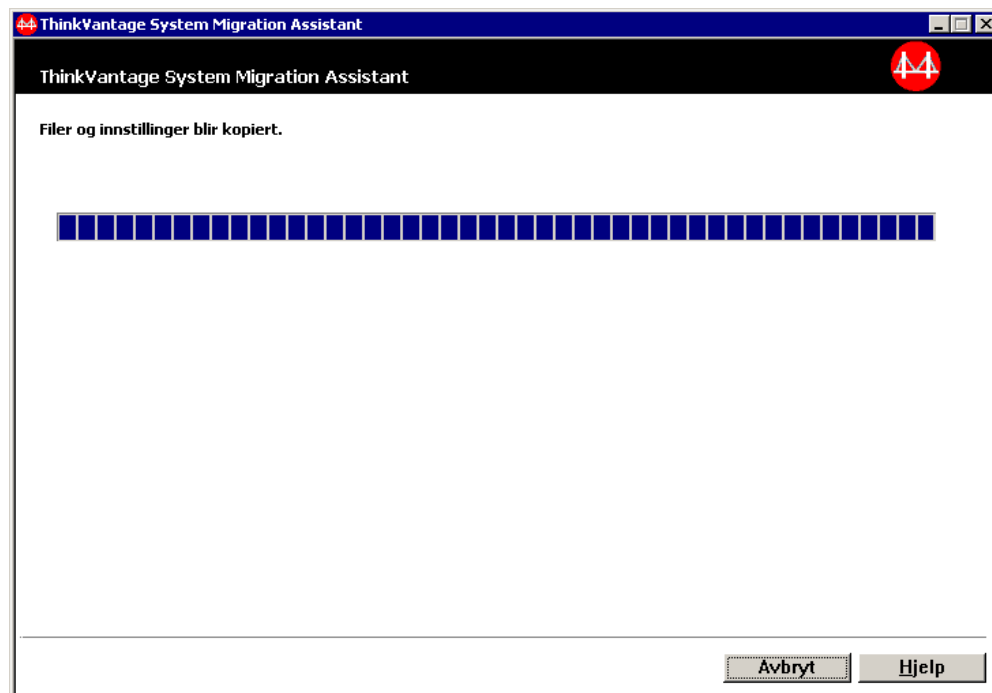 ThinkVantage System Migration Assistant
ThinkVantage System Migration Assistant
Filer og innstillinger blir kopiert.
Avbryt
Hjelp